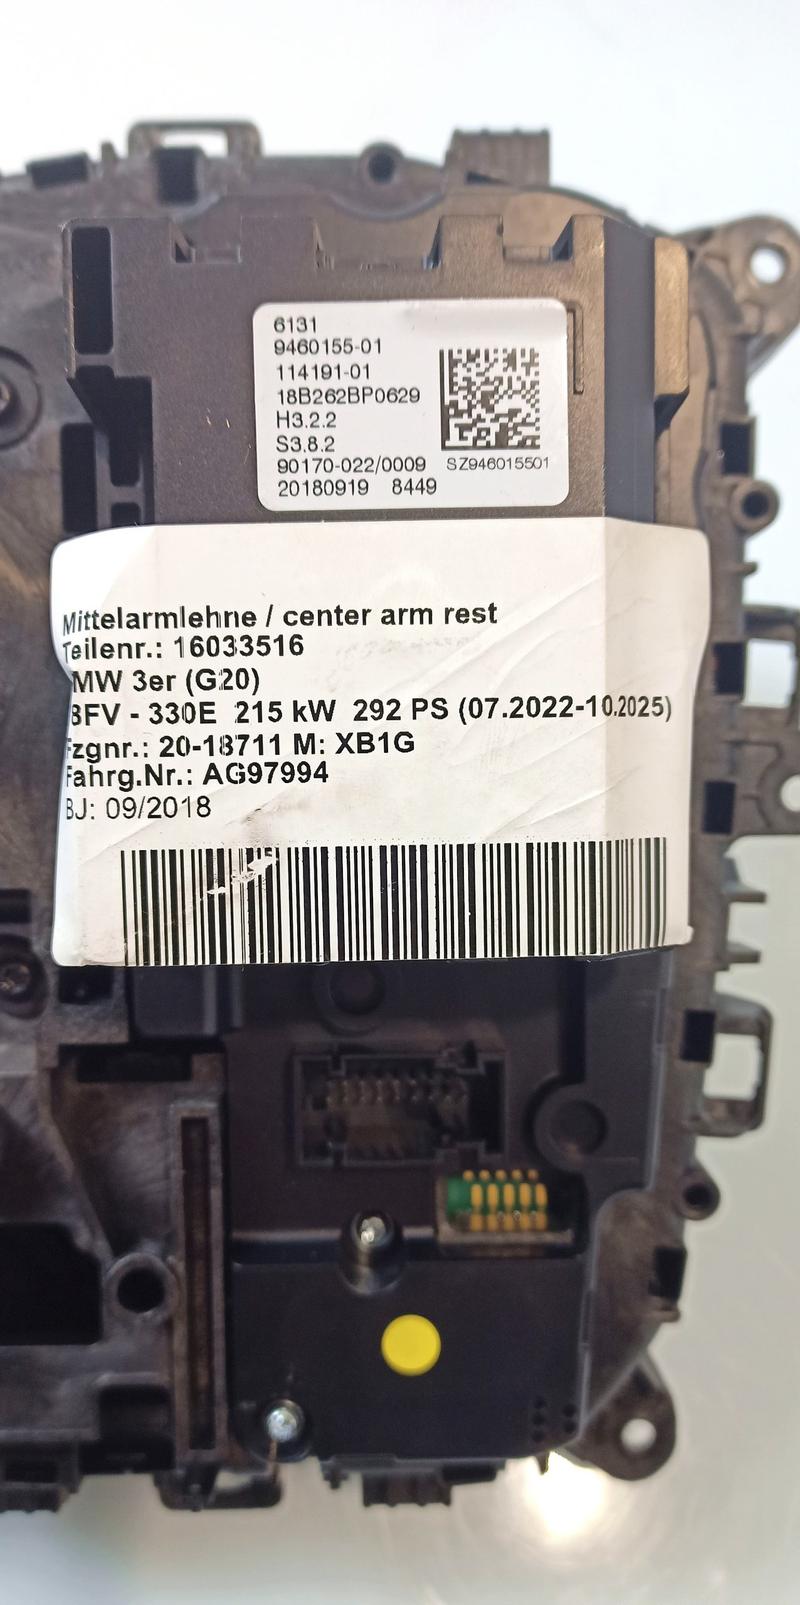 6131
9460155-01
114191-01
18B262BP0629
H3.2.2
S3.8.2
90170-022/0009 SZ946015501
20180919 8449
Mittelarmlehne / center arm rest
Teilenr.: 16033516
MW 3er (G20)
3FV - 330E 215 kW 292 PS (07.2022-10.2025)
Fzgnr.: 20-18711 M: XB1G
Fahrg.Nr.: AG97994
BJ: 09/2018